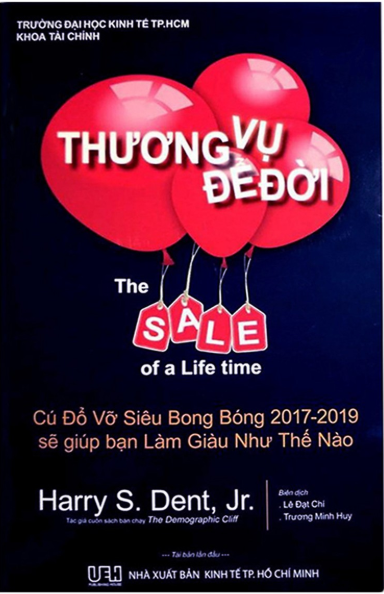 TRƯỜNG ĐẠI HỌC KINH TẾ TP.HCM
KHOA TÀI CHÍNH
THƯƠNG VỤ
ĐỂ ĐỜI
The
SALE
of a Life time
Cú Đổ Vỡ Siêu Bong Bóng 2017-2019
sẽ giúp bạn Làm Giàu Như Thế Nào
Harry S. Dent, Jr.
Tác giả cuốn sách bán chạy The Demographic Cliff
Biên dịch
. Lê Đạt Chí
. Trương Minh Huy
--- Tái bản lần đầu ---
UEH
PUBLISHING HOUSE
NHÀ XUẤT BẢN KINH TẾ TP. HỒ CHÍ MINH